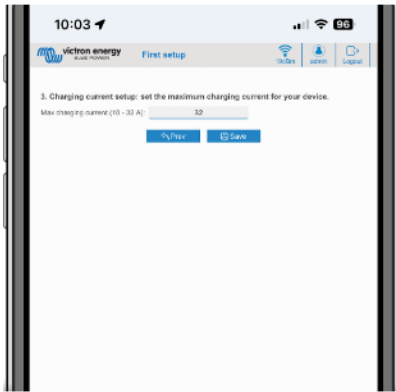 10:03
96
victron energy
BLUE POWER
First setup
admin
Logout
3. Charging current setup: set the maximum charging current for your device.
Max charging current (10 - 32 A):
32
Prev
Save